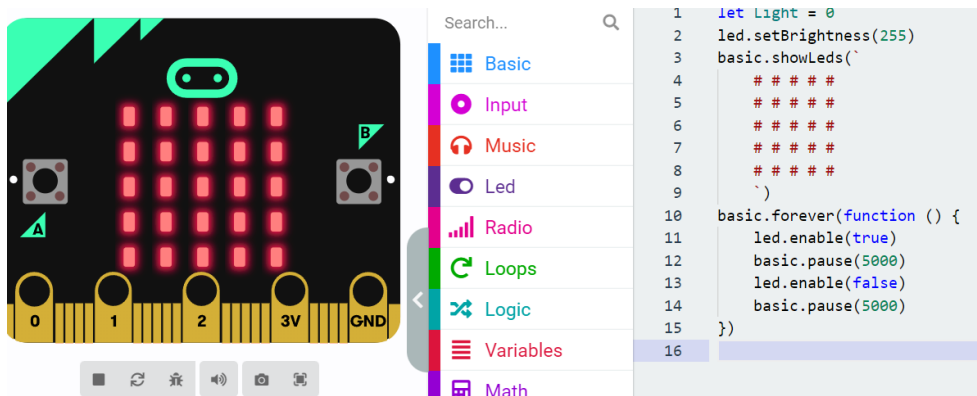 B
A
0 1 2 3V GND
Search...
Basic
Input
Music
Led
Radio
Loops
Logic
Variables
Math
1 let Light = 0
2 led.setBrightness(255)
3 basic.showLeds(`
4 # # # # #
5 # # # # #
6 # # # # #
7 # # # # #
8 # # # # #
9 `)
10 basic.forever(function () {
11 led.enable(true)
12 basic.pause(5000)
13 led.enable(false)
14 basic.pause(5000)
15 })
16